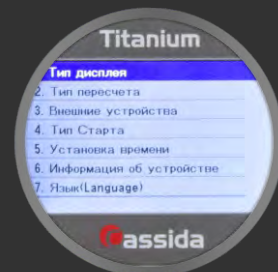 Titanium
Тип дисплея
2. Тип пересчета
3. Внешние устройства
4. Тип Старта
5. Установка времени
6. Информация об устройстве
7. Язык(Language)
Cassida